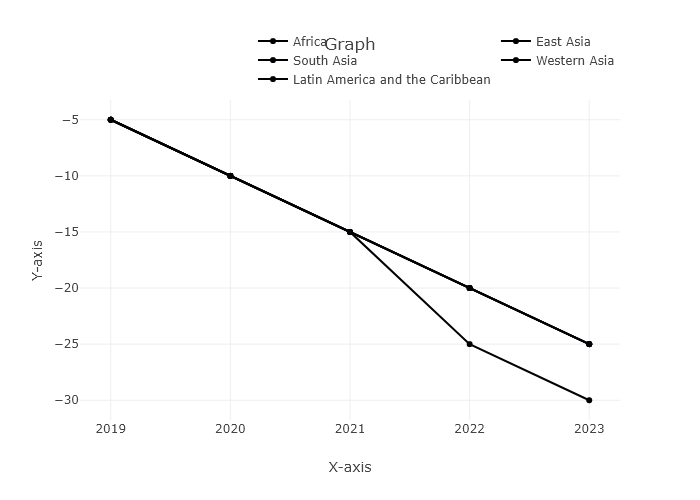 Graph
Africa
East Asia
South Asia
Western Asia
Latin America and the Caribbean
−5
−10
−15
−20
−25
−30
Y-axis
2019 2020 2021 2022 2023
X-axis